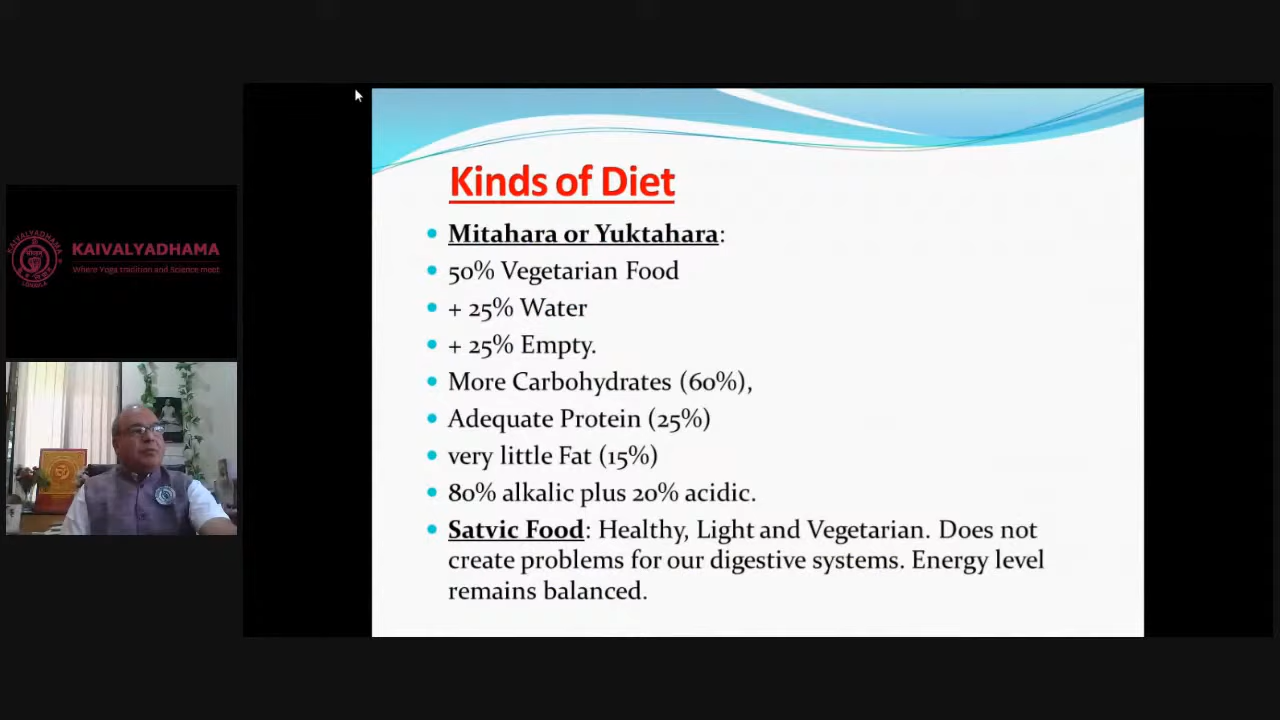 KAIVALYADHAMA
Where Yoga tradition and Science meet
Kinds of Diet
Mitahara or Yuktahara:
50% Vegetarian Food
+ 25% Water
+ 25% Empty.
More Carbohydrates (60%),
Adequate Protein (25%)
very little Fat (15%)
80% alkalic plus 20% acidic.
Satvic Food: Healthy, Light and Vegetarian. Does not
create problems for our digestive systems. Energy level
remains balanced.